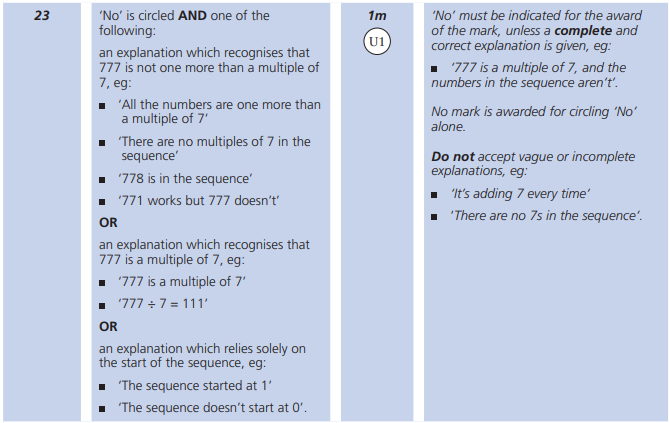 23
‘No’ is circled AND one of the
following:
an explanation which recognises that
777 is not one more than a multiple of
7, eg:
■ ‘All the numbers are one more than
a multiple of 7’
■ ‘There are no multiples of 7 in the
sequence’
■ ‘778 is in the sequence’
■ ‘771 works but 777 doesn’t’
OR
an explanation which recognises that
777 is a multiple of 7, eg:
■ ‘777 is a multiple of 7’
■ ‘777 ÷ 7 = 111’
OR
an explanation which relies solely on
the start of the sequence, eg:
■ ‘The sequence started at 1’
■ ‘The sequence doesn’t start at 0’.
1m
U1
‘No’ must be indicated for the award
of the mark, unless a complete and
correct explanation is given, eg:
■ ‘777 is a multiple of 7, and the
numbers in the sequence aren’t’.
No mark is awarded for circling ‘No’
alone.
Do not accept vague or incomplete
explanations, eg:
■ ‘It’s adding 7 every time’
■ ‘There are no 7s in the sequence’.